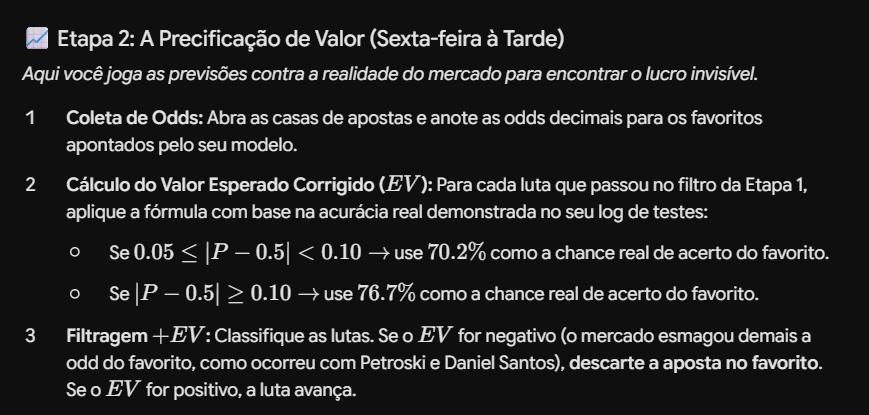 📈 Etapa 2: A Precificação de Valor (Sexta-feira à Tarde)
Aqui você joga as previsões contra a realidade do mercado para encontrar o lucro invisível.
1 Coleta de Odds: Abra as casas de apostas e anote as odds decimais para os favoritos
apontados pelo seu modelo.
2 Cálculo do Valor Esperado Corrigido (EV): Para cada luta que passou no filtro da Etapa 1,
aplique a fórmula com base na acurácia real demonstrada no seu log de testes:
○ Se 0.05 ≤ |P − 0.5| < 0.10 → use 70.2% como a chance real de acerto do favorito.
○ Se |P − 0.5| ≥ 0.10 → use 76.7% como a chance real de acerto do favorito.
3 Filtragem +EV: Classifique as lutas. Se o EV for negativo (o mercado esmagou demais a
odd do favorito, como ocorreu com Petroski e Daniel Santos), descarte a aposta no favorito.
Se o EV for positivo, a luta avança.